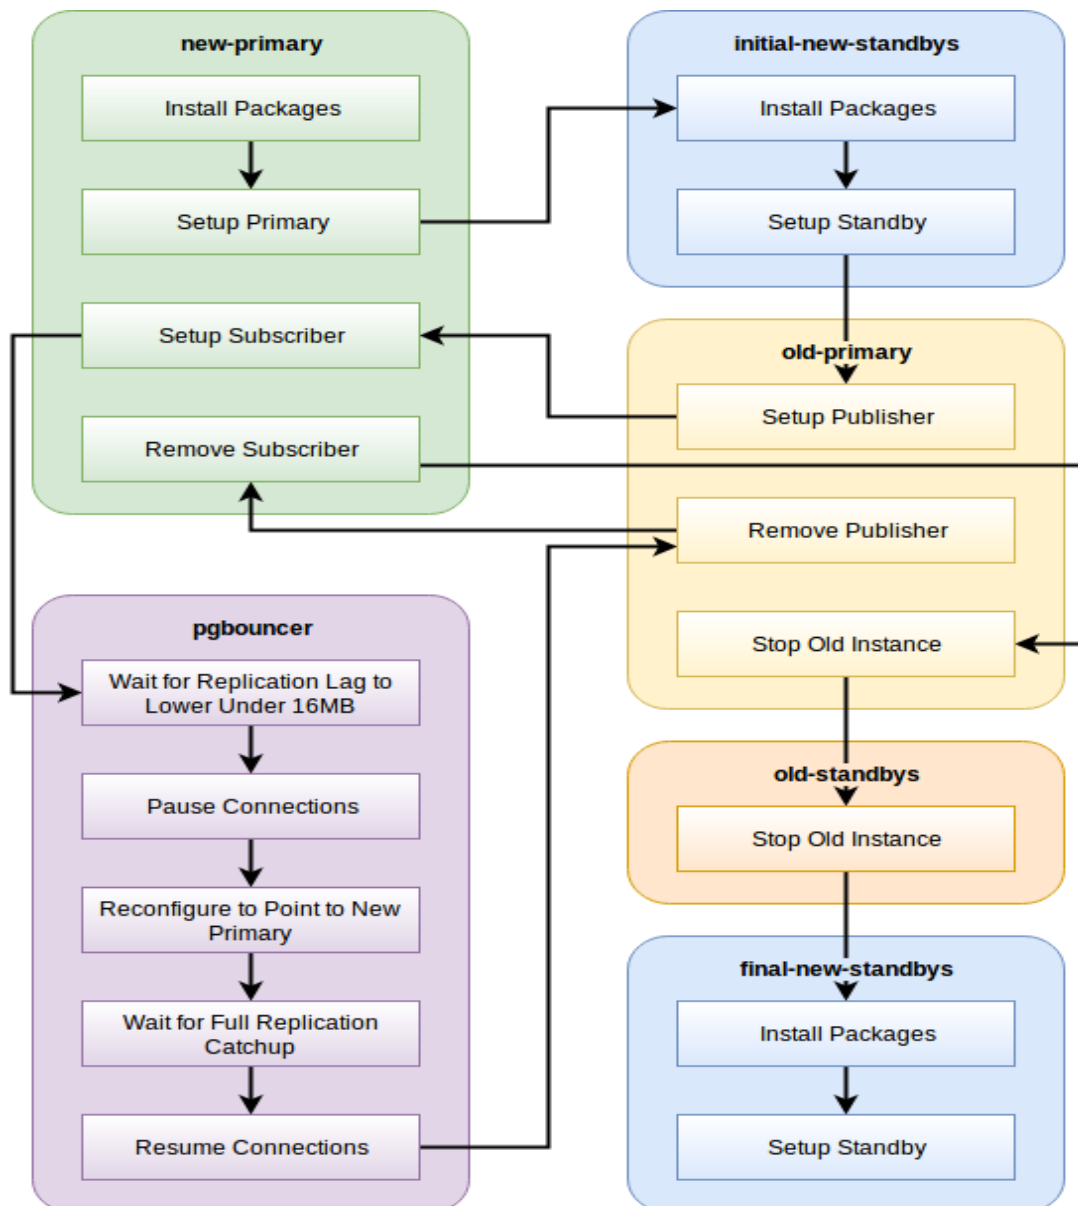 new-primary
Install Packages
Setup Primary
Setup Subscriber
Remove Subscriber
initial-new-standbys
Install Packages
Setup Standby
old-primary
Setup Publisher
Remove Publisher
Stop Old Instance
pgbouncer
Wait for Replication Lag to
Lower Under 16MB
Pause Connections
Reconfigure to Point to New
Primary
Wait for Full Replication
Catchup
Resume Connections
old-standbys
Stop Old Instance
final-new-standbys
Install Packages
Setup Standby